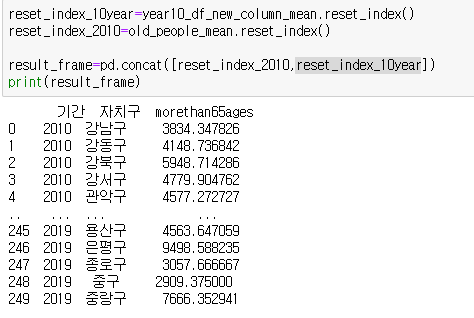 reset_index_10year=year10_df_new_column_mean.reset_index()
reset_index_2010=old_people_mean.reset_index()
result_frame=pd.concat([reset_index_2010,reset_index_10year])
print(result_frame)
기간 자치구 morethan65ages
0 2010 강남구 3834.347826
1 2010 강동구 4148.736842
2 2010 강북구 5948.714286
3 2010 강서구 4779.904762
4 2010 관악구 4577.272727
.. ... ... ...
245 2019 용산구 4563.647059
246 2019 은평구 9498.588235
247 2019 종로구 3057.666667
248 2019 중구 2909.375000
249 2019 중랑구 7666.352941